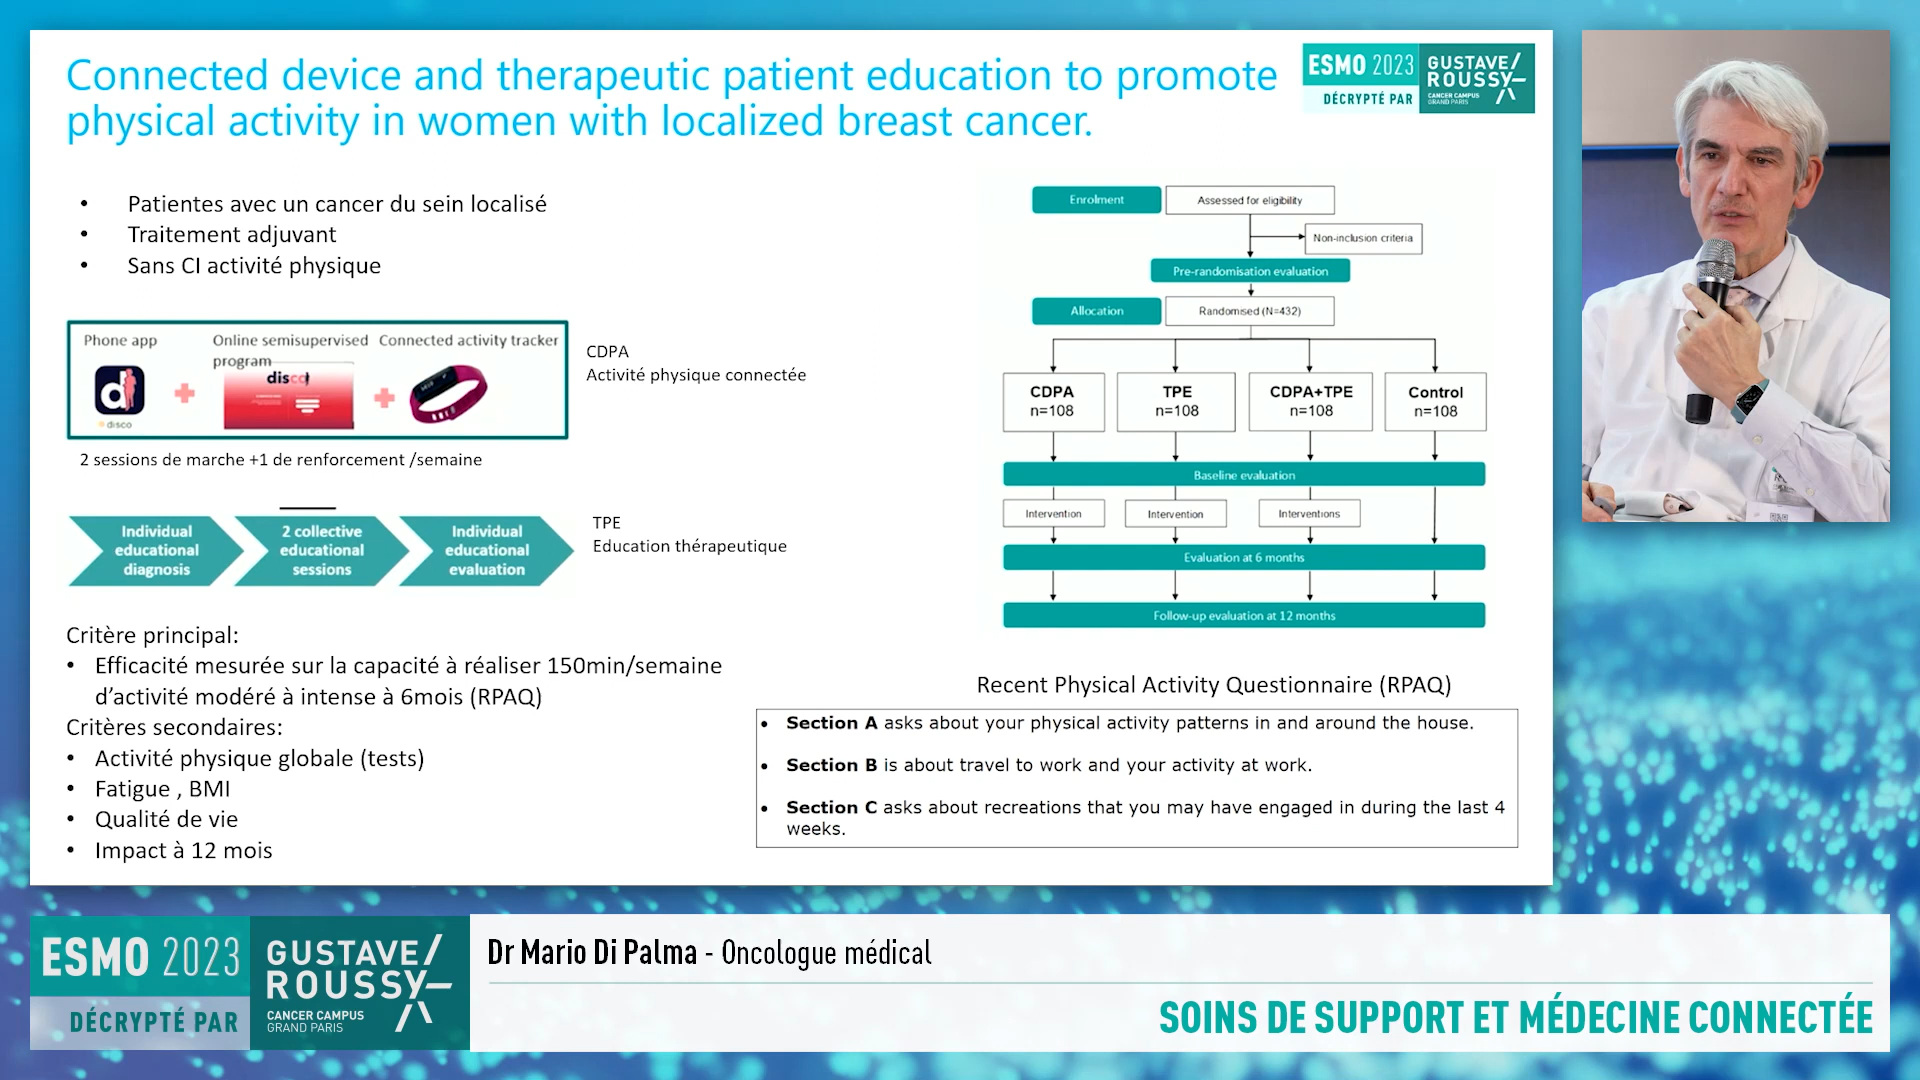 Connected device and therapeutic patient education to promote
physical activity in women with localized breast cancer.
ESMO 2023
DÉCRYPTÉ PAR
GUSTAVE
ROUSSY
CANCER CAMPUS
GRAND PARIS
• Patientes avec un cancer du sein localisé
• Traitement adjuvant
• Sans CI activité physique
Phone app
Online semisupervised
program
Connected activity tracker
disco
disco
CDPA
Activité physique connectée
2 sessions de marche +1 de renforcement /semaine
Individual
educational
diagnosis
2 collective
educational
sessions
Individual
educational
evaluation
TPE
Education thérapeutique
Critère principal:
• Efficacité mesurée sur la capacité à réaliser 150min/semaine
d’activité modéré à intense à 6mois (RPAQ)
Critères secondaires:
• Activité physique globale (tests)
• Fatigue , BMI
• Qualité de vie
• Impact à 12 mois
Enrolment
Assessed for eligibility
Non-inclusion criteria
Pre-randomisation evaluation
Allocation
Randomised (N=432)
CDPA
n=108
TPE
n=108
CDPA+TPE
n=108
Control
n=108
Baseline evaluation
Intervention
Intervention
Interventions
Evaluation at 6 months
Follow-up evaluation at 12 months
Recent Physical Activity Questionnaire (RPAQ)
• Section A asks about your physical activity patterns in and around the house.
• Section B is about travel to work and your activity at work.
• Section C asks about recreations that you may have engaged in during the last 4
weeks.
ESMO 2023
DÉCRYPTÉ PAR
GUSTAVE
ROUSSY
CANCER CAMPUS
GRAND PARIS
Dr Mario Di Palma - Oncologue médical
SOINS DE SUPPORT ET MÉDECINE CONNECTÉE